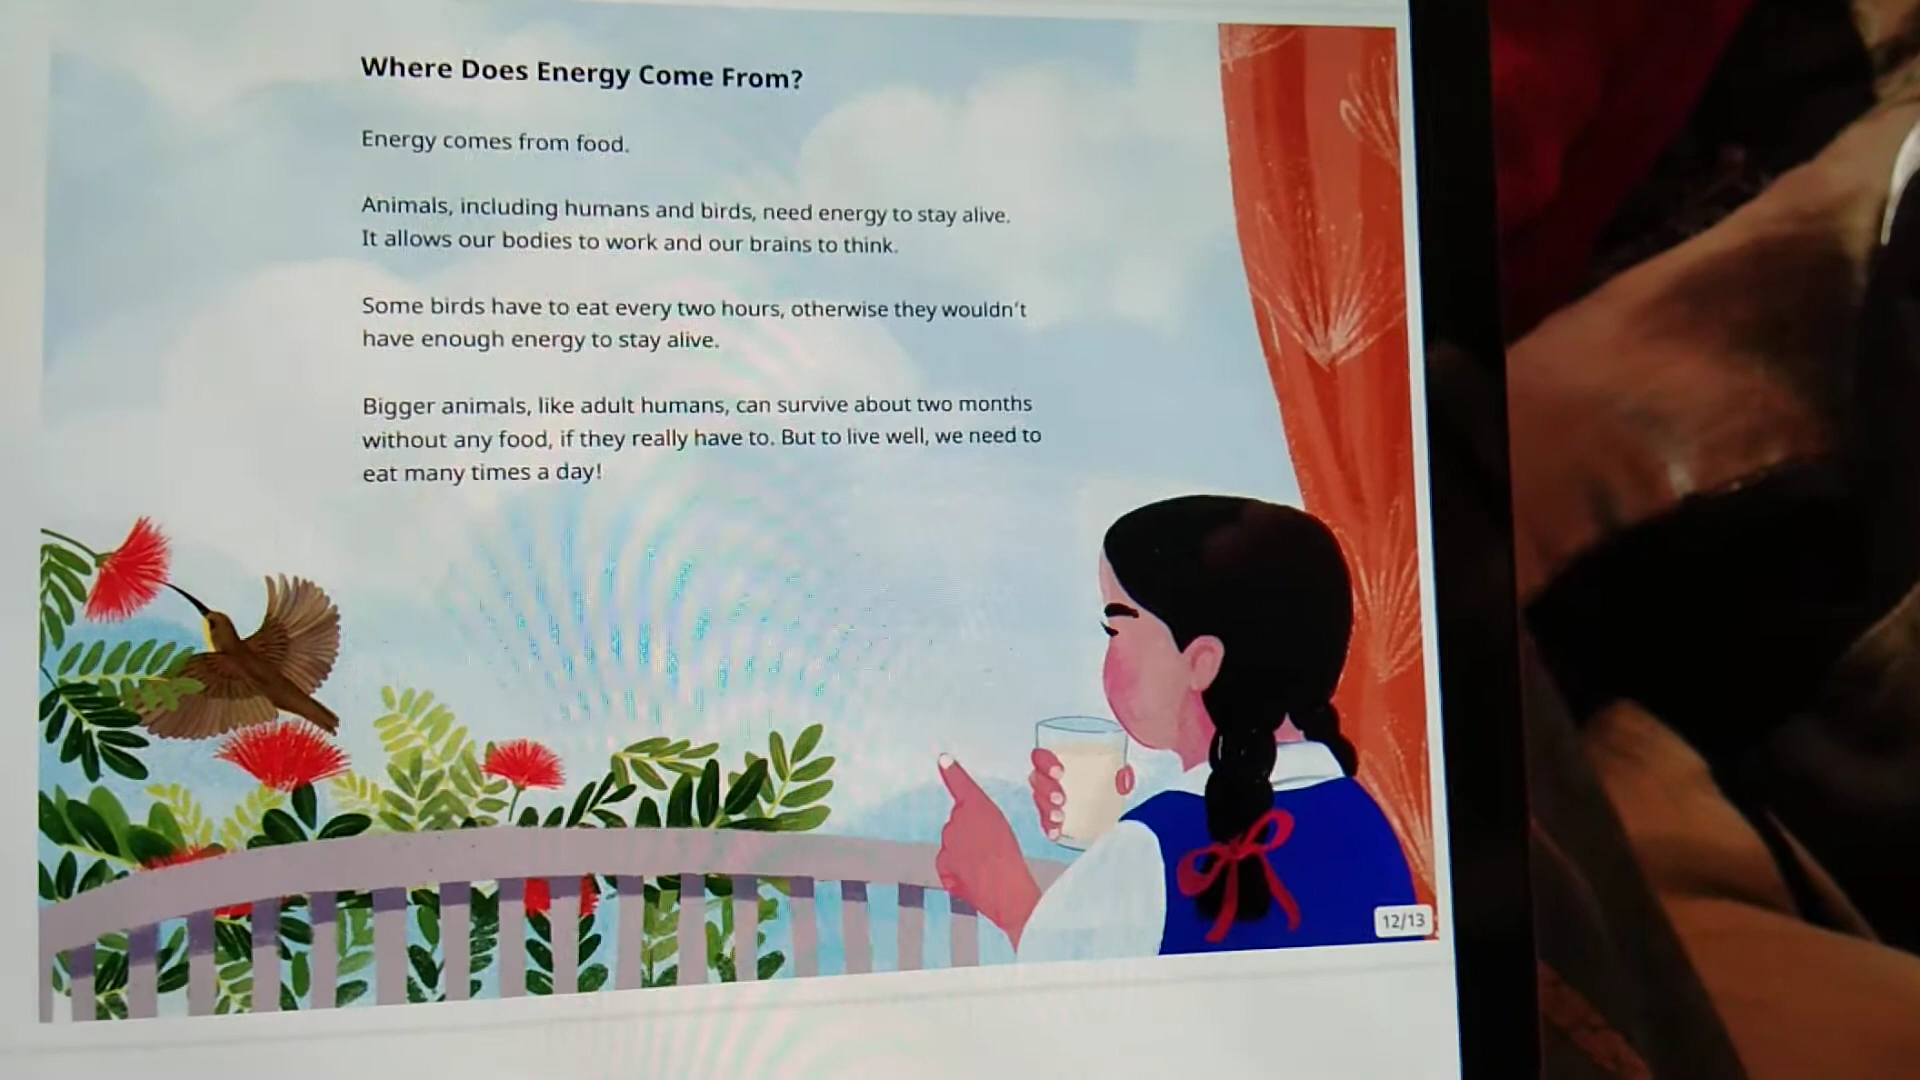 Where Does Energy Come From?
Energy comes from food.
Animals, including humans and birds, need energy to stay alive.
It allows our bodies to work and our brains to think.
Some birds have to eat every two hours, otherwise they wouldn't
have enough energy to stay alive.
Bigger animals, like adult humans, can survive about two months
without any food, if they really have to. But to live well, we need to
eat many times a day!
12/13